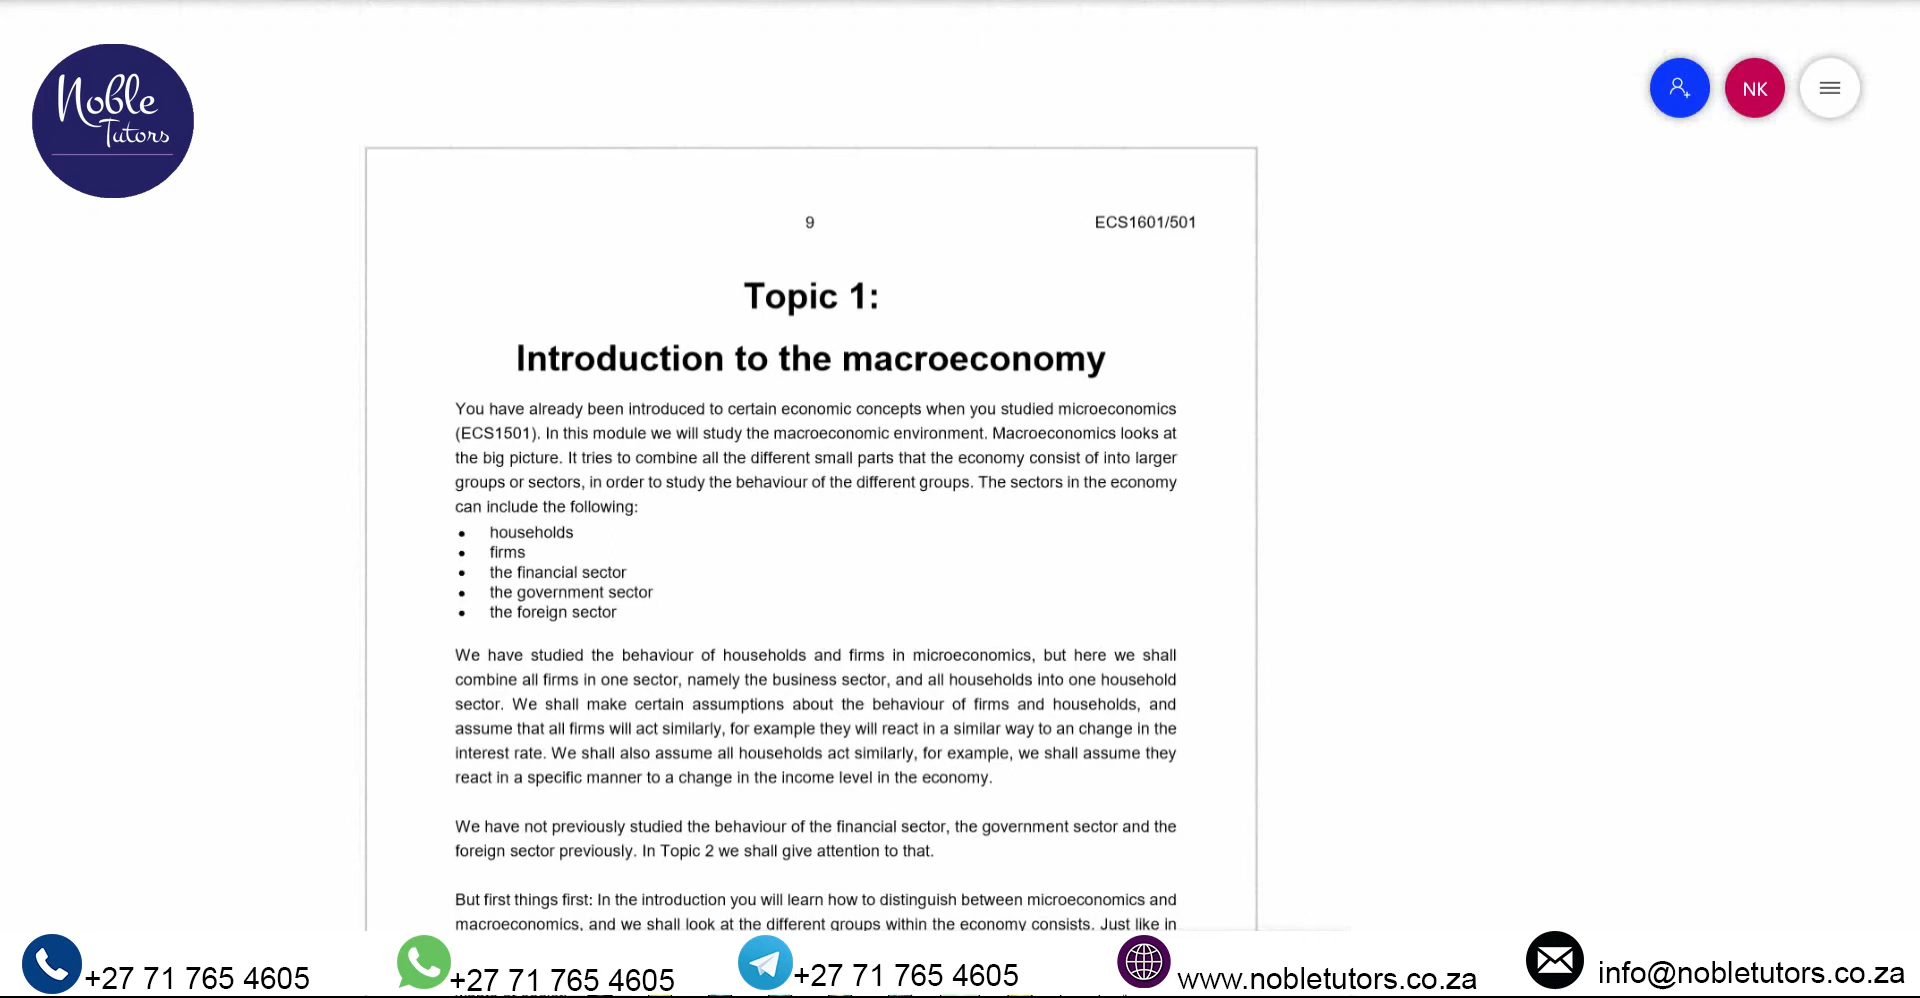 Noble
Tutors
NK
9 ECS1601/501
Topic 1:
Introduction to the macroeconomy
You have already been introduced to certain economic concepts when you studied microeconomics
(ECS1501). In this module we will study the macroeconomic environment. Macroeconomics looks at
the big picture. It tries to combine all the different small parts that the economy consist of into larger
groups or sectors, in order to study the behaviour of the different groups. The sectors in the economy
can include the following:
• households
• firms
• the financial sector
• the government sector
• the foreign sector
We have studied the behaviour of households and firms in microeconomics, but here we shall
combine all firms in one sector, namely the business sector, and all households into one household
sector. We shall make certain assumptions about the behaviour of firms and households, and
assume that all firms will act similarly, for example they will react in a similar way to an change in the
interest rate. We shall also assume all households act similarly, for example, we shall assume they
react in a specific manner to a change in the income level in the economy.
We have not previously studied the behaviour of the financial sector, the government sector and the
foreign sector previously. In Topic 2 we shall give attention to that.
But first things first: In the introduction you will learn how to distinguish between microeconomics and
macroeconomics, and we shall look at the different groups within the economy consists. Just like in
+27 71 765 4605 +27 71 765 4605 +27 71 765 4605 www.nobletutors.co.za info@nobletutors.co.za